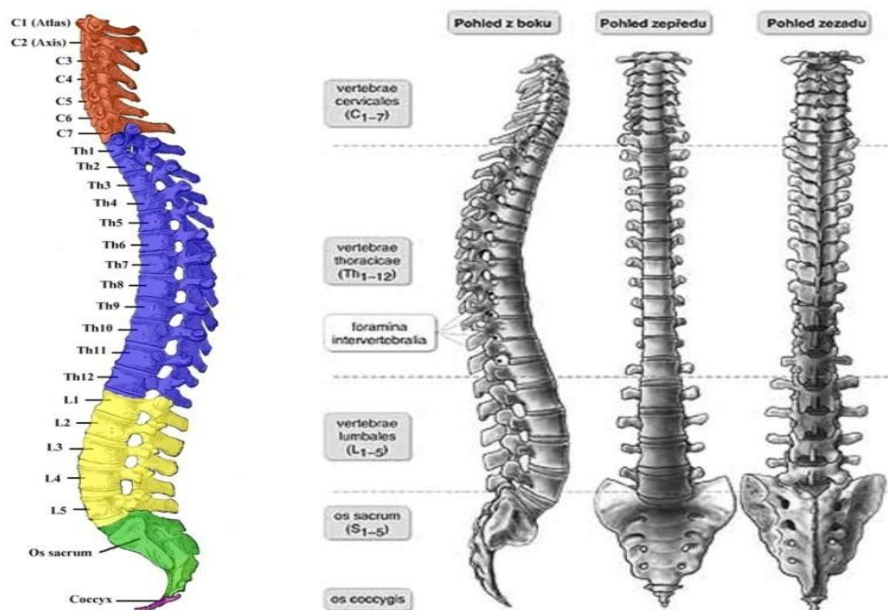 C1 (Atlas)
C2 (Axis)
C3
C4
C5
C6
C7
Th1
Th2
Th3
Th4
Th5
Th6
Th7
Th8
Th9
Th10
Th11
Th12
L1
L2
L3
L4
L5
Os sacrum
Coccyx
Pohled z boku
Pohled zepředu
Pohled zezadu
vertebrae
cervicales
(C1–7)
vertebrae
thoracicae
(Th1–12)
foramina
intervertebralia
vertebrae
lumbales
(L1–5)
os sacrum
(S1–5)
os coccygis